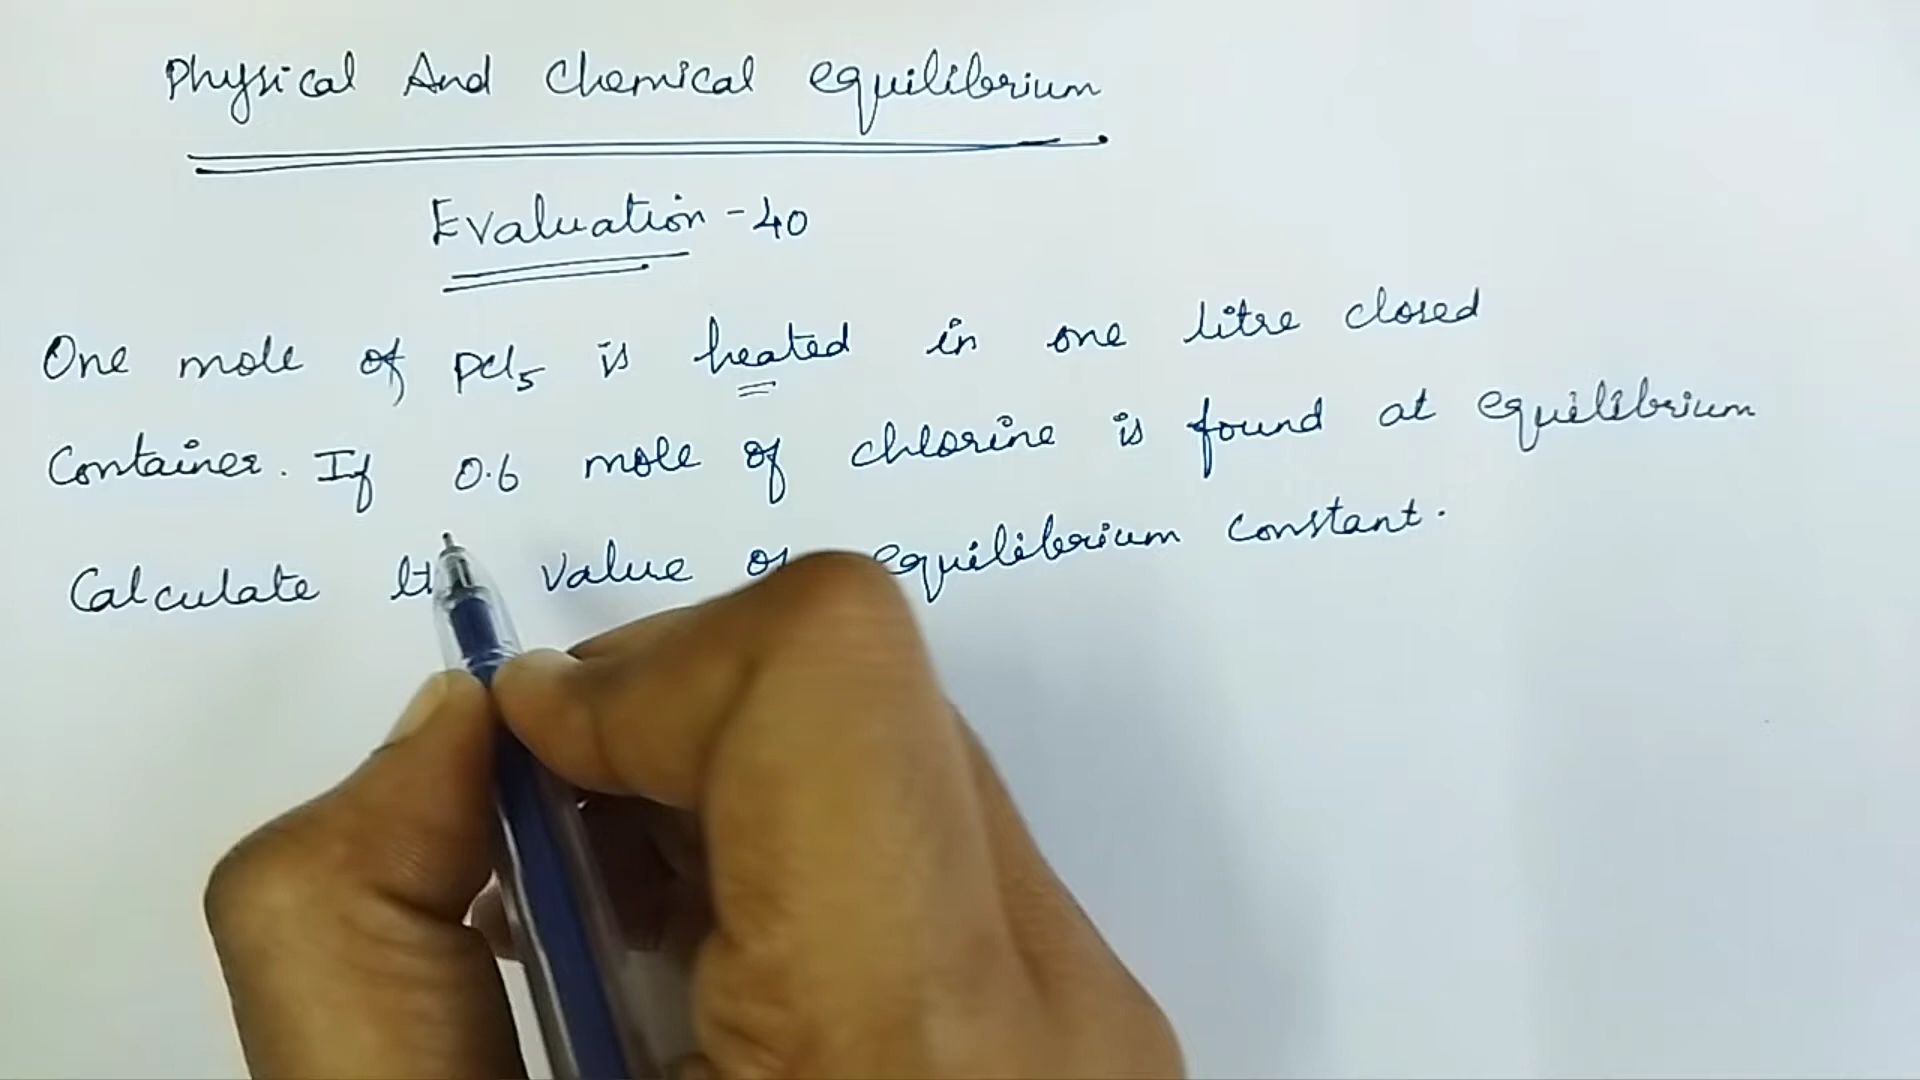 Physical And Chemical equilibrium
Evaluation - 40
One mole of PCl5 is heated in one litre closed
Container. If 0.6 mole of chlorine is found at equilibrium
Calculate value equilibrium constant.